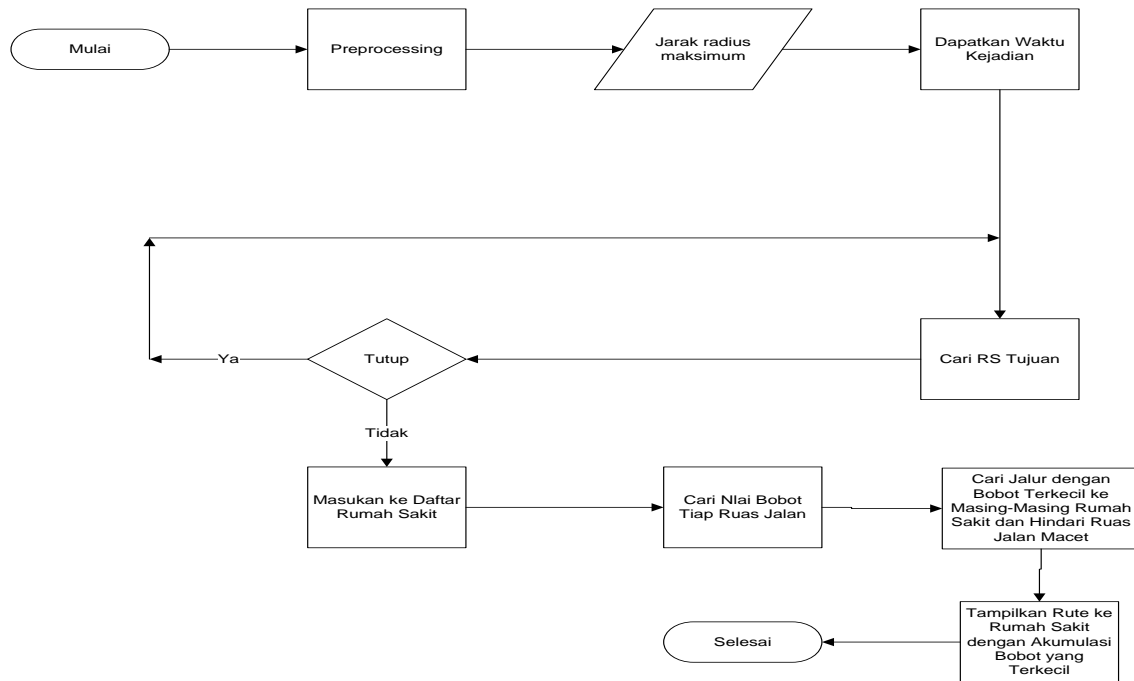 Mulai
Preprocessing
Jarak radius
maksimum
Dapatkan Waktu
Kejadian
Cari RS Tujuan
Tutup
Ya
Tidak
Masukan ke Daftar
Rumah Sakit
Cari Nlai Bobot
Tiap Ruas Jalan
Cari Jalur dengan
Bobot Terkecil ke
Masing-Masing Rumah
Sakit dan Hindari Ruas
Jalan Macet
Tampilkan Rute ke
Rumah Sakit
dengan Akumulasi
Bobot yang
Terkecil
Selesai